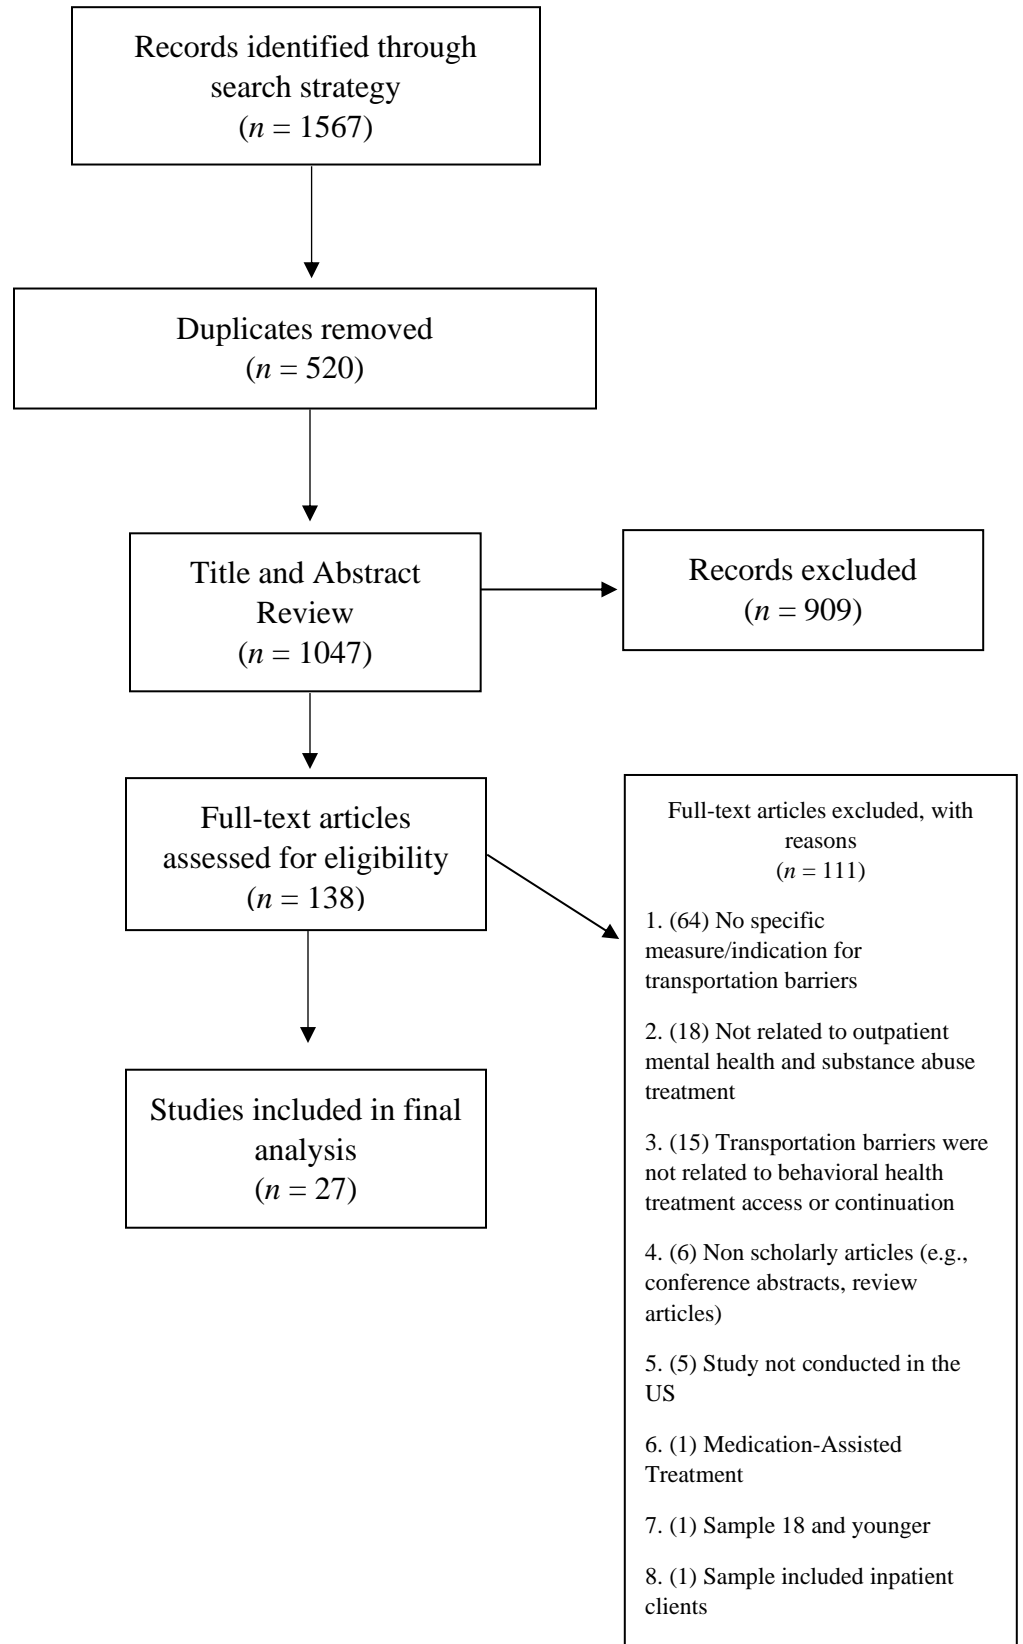 Records identified through
search strategy
(n = 1567)
Duplicates removed
(n = 520)
Title and Abstract
Review
(n = 1047)
Records excluded
(n = 909)
Full-text articles
assessed for eligibility
(n = 138)
Full-text articles excluded, with
reasons
(n = 111)
1. (64) No specific
measure/indication for
transportation barriers
2. (18) Not related to outpatient
mental health and substance abuse
treatment
3. (15) Transportation barriers were
not related to behavioral health
treatment access or continuation
4. (6) Non scholarly articles (e.g.,
conference abstracts, review
articles)
5. (5) Study not conducted in the
US
6. (1) Medication-Assisted
Treatment
7. (1) Sample 18 and younger
8. (1) Sample included inpatient
clients
Studies included in final
analysis
(n = 27)